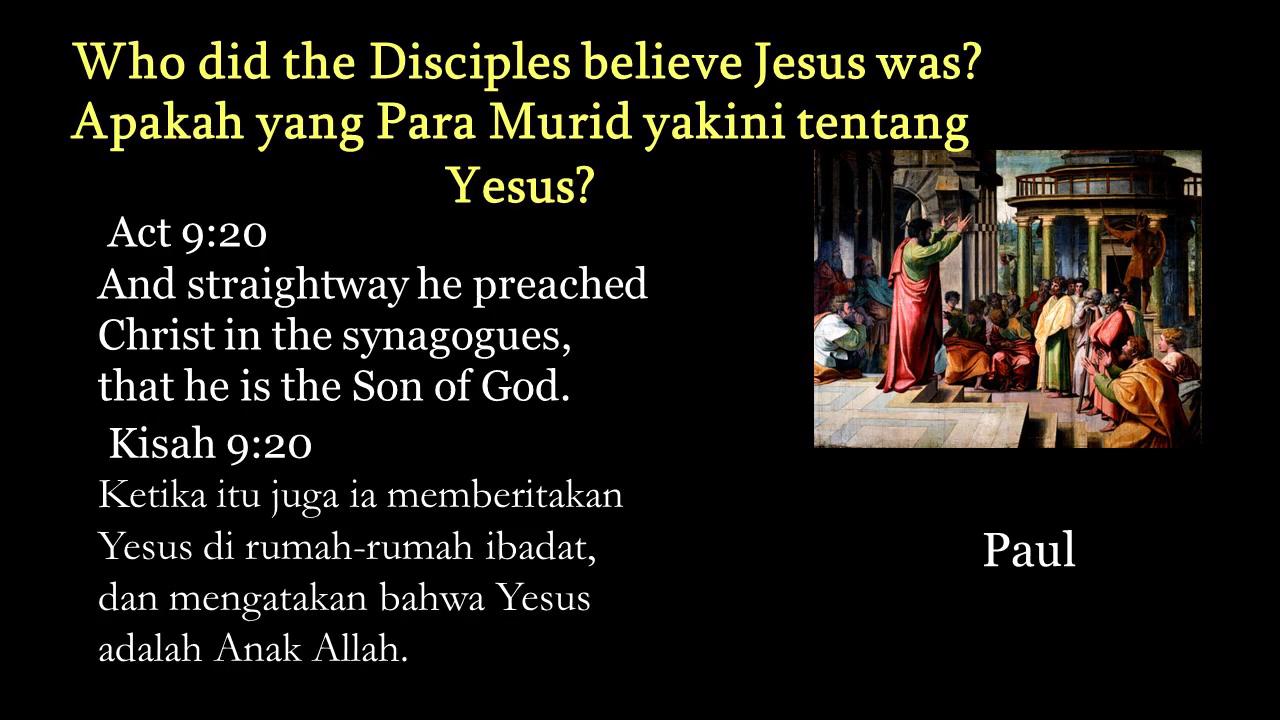 Who did the Disciples believe Jesus was?
Apakah yang Para Murid yakini tentang
Yesus?
Act 9:20
And straightway he preached
Christ in the synagogues,
that he is the Son of God.
Kisah 9:20
Ketika itu juga ia memberitakan
Yesus di rumah-rumah ibadat,
dan mengatakan bahwa Yesus
adalah Anak Allah.
Paul